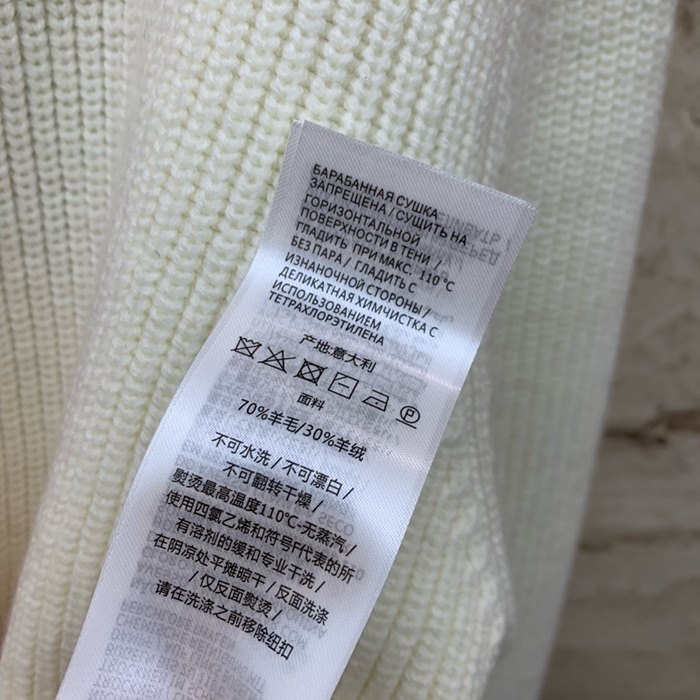 БАРАБАННАЯ СУШКА
ЗАПРЕЩЕНА / СУШИТЬ НА
ГОРИЗОНТАЛЬНОЙ
ПОВЕРХНОСТИ В ТЕНИ /
ГЛАДИТЬ ПРИ МАКС. 110 °C
БЕЗ ПАРА / ГЛАДИТЬ С
ИЗНАНОЧНОЙ СТОРОНЫ /
ДЕЛИКАТНАЯ ХИМЧИСТКА С
ИСПОЛЬЗОВАНИЕМ
ТЕТРАХЛОРЭТИЛЕНА
产地:意大利
P
面料
70%羊毛/30%羊绒
不可水洗 / 不可漂白 /
不可翻转干燥 /
熨烫最高温度110℃-无蒸汽 /
使用四氯乙烯和符号F代表的所
有溶剂的缓和专业干洗 /
在阴凉处平摊晾干 / 反面洗涤
/ 仅反面熨烫 /
请在洗涤之前移除纽扣